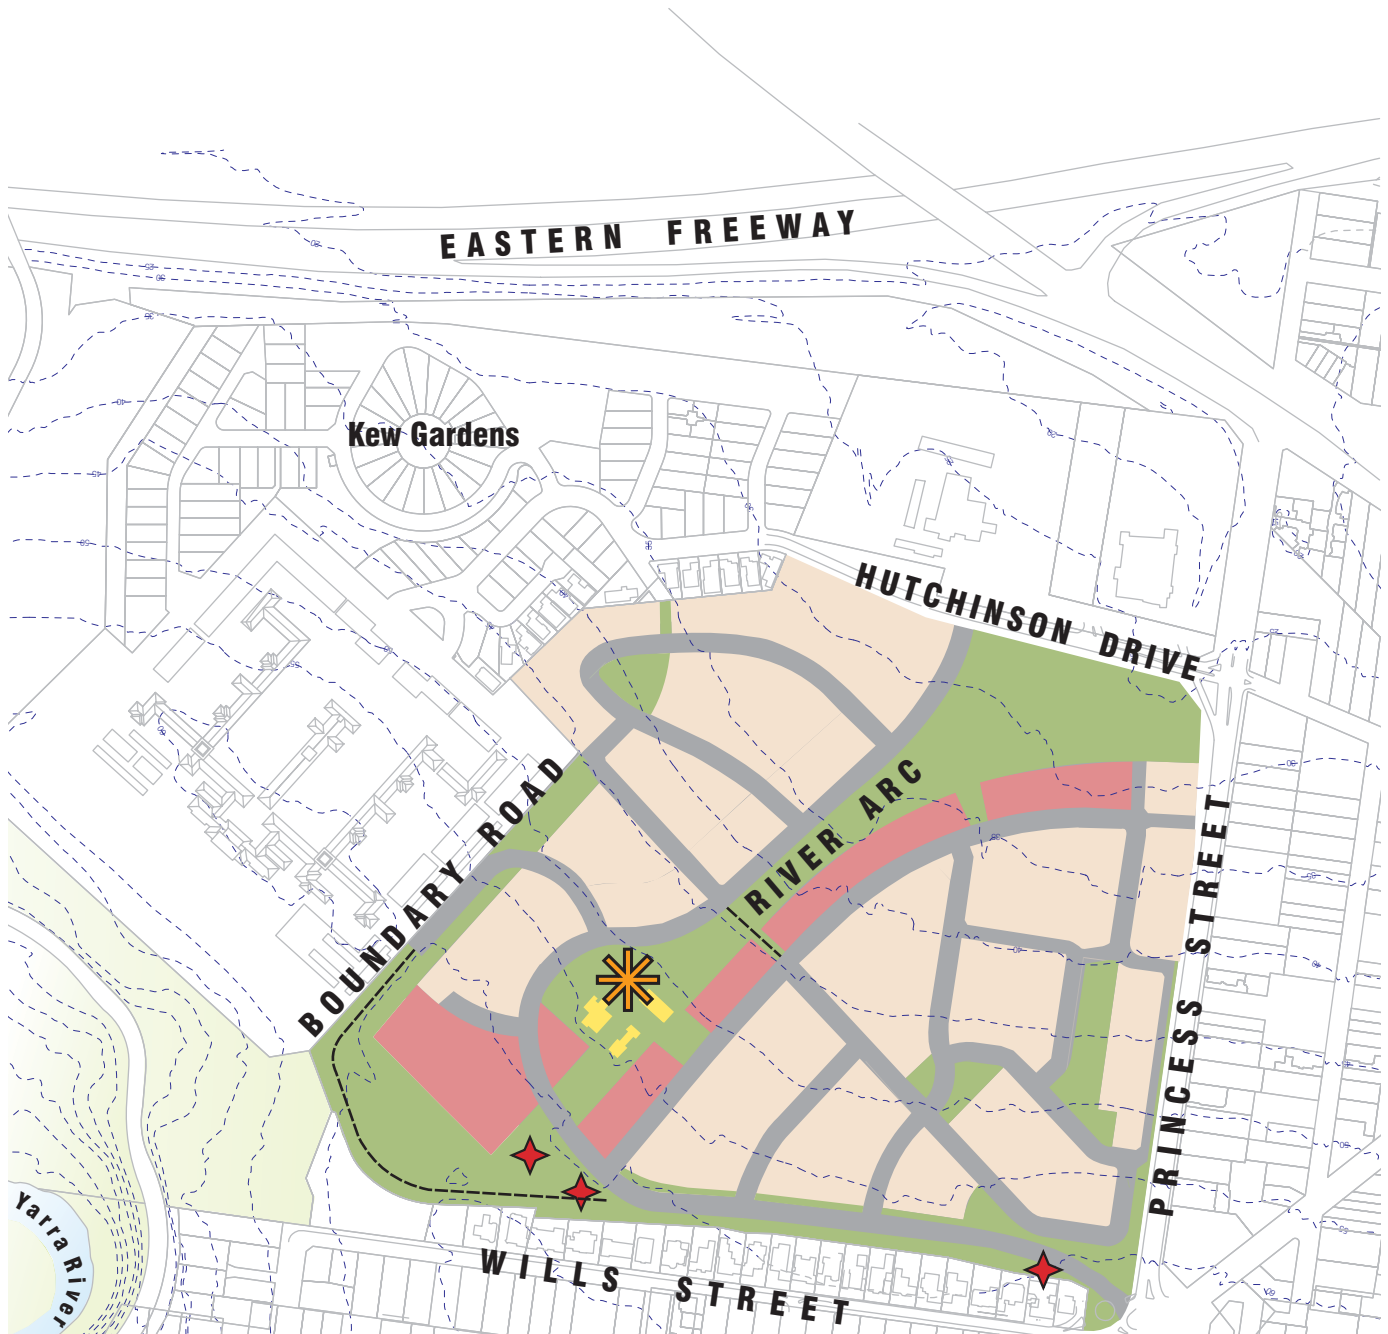 EASTERN FREEWAY
Kew Gardens
HUTCHINSON DRIVE
RIVER ARC
BOUNDARY ROAD
PRINCESS STREET
Yarra River
WILLS STREET